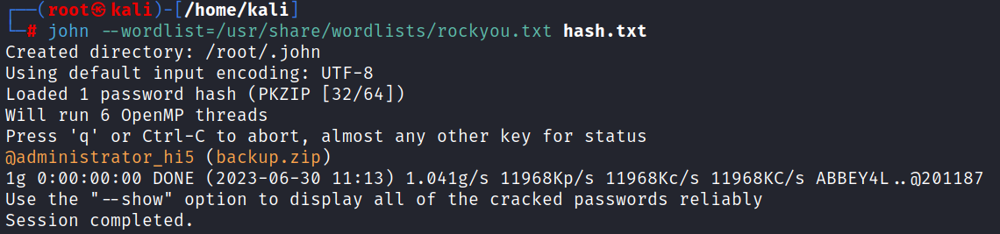 ┌──(root㉿kali)-[/home/kali]
└─# john --wordlist=/usr/share/wordlists/rockyou.txt hash.txt
Created directory: /root/.john
Using default input encoding: UTF-8
Loaded 1 password hash (PKZIP [32/64])
Will run 6 OpenMP threads
Press 'q' or Ctrl-C to abort, almost any other key for status
@administrator_hi5 (backup.zip)
1g 0:00:00:00 DONE (2023-06-30 11:13) 1.041g/s 11968Kp/s 11968Kc/s 11968KC/s ABBEY4L..@201187
Use the "--show" option to display all of the cracked passwords reliably
Session completed.